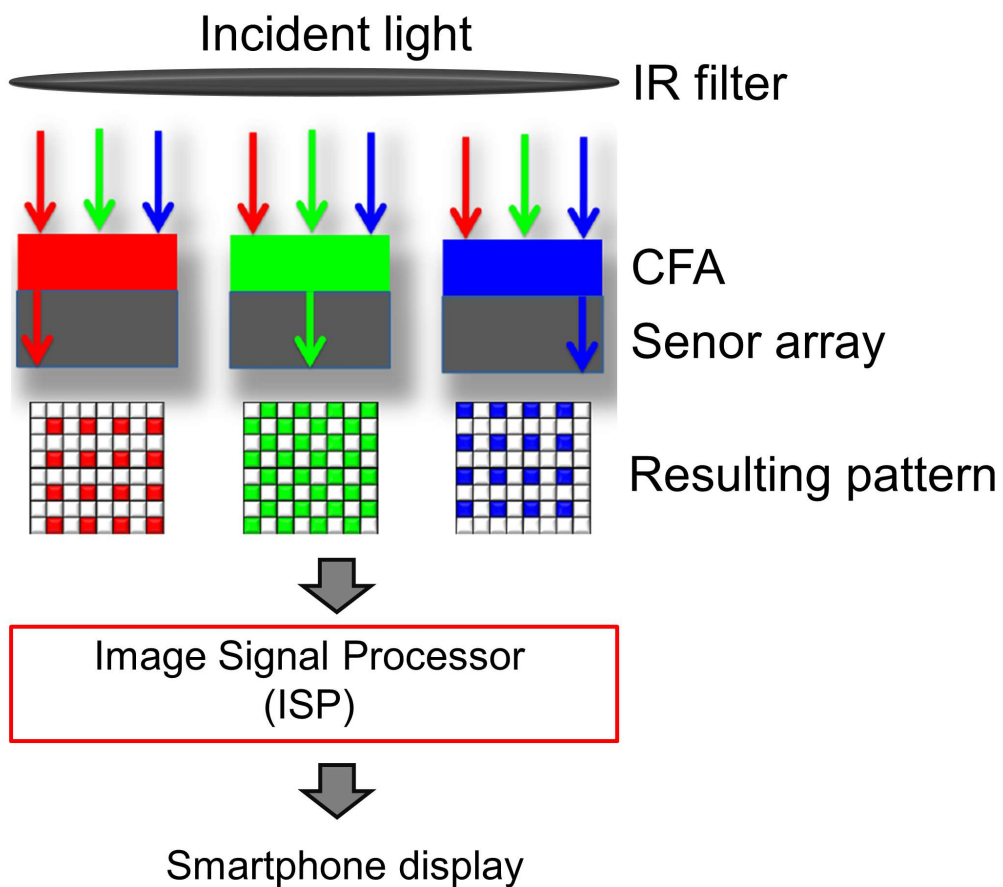 Incident light
IR filter
CFA
Senor array
Resulting pattern
Image Signal Processor
(ISP)
Smartphone display